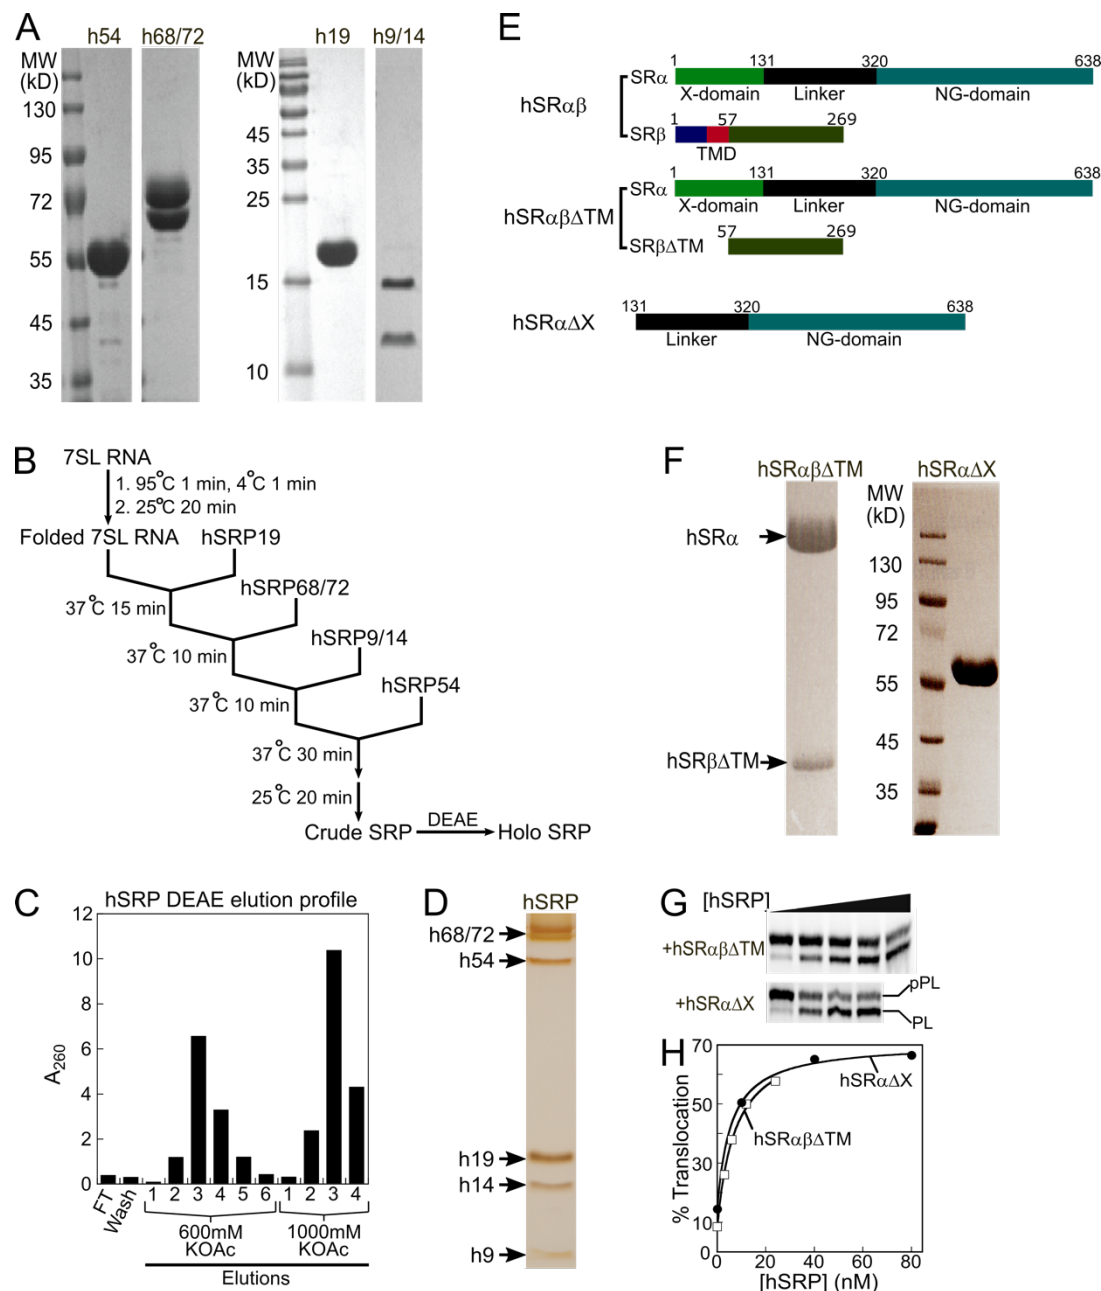 A
h54 h68/72
MW
(kD)
130
95
72
55
45
35
h19 h9/14
MW
(kD)
45
35
25
15
10
B
7SL RNA
1. 95°C 1 min, 4°C 1 min
2. 25°C 20 min
Folded 7SL RNA hSRP19
37°C 15 min
hSRP68/72
37°C 10 min
hSRP9/14
37°C 10 min
hSRP54
37°C 30 min
25°C 20 min
Crude SRP DEAE Holo SRP
C
hSRP DEAE elution profile
A260
12
10
8
6
4
2
0
FT Wash 1 2 3 4 5 6 1 2 3 4
600mM
KOAc
1000mM
KOAc
Elutions
D
hSRP
h68/72
h54
h19
h14
h9
E
hSRαβ
1 131 320 638
SRα
X-domain Linker NG-domain
1 57 269
SRβ
TMD
hSRαβΔTM
1 131 320 638
SRα
X-domain Linker NG-domain
57 269
SRβΔTM
131 320 638
hSRαΔX
Linker NG-domain
F
hSRαβΔTM hSRαΔX
hSRα
hSRβΔTM
MW
(kD)
130
95
72
55
45
35
G
[hSRP]
+hSRαβΔTM
+hSRαΔX
pPL
PL
H
% Translocation
70
50
30
10
0
hSRαΔX
hSRαβΔTM
0 20 40 60 80
[hSRP] (nM)